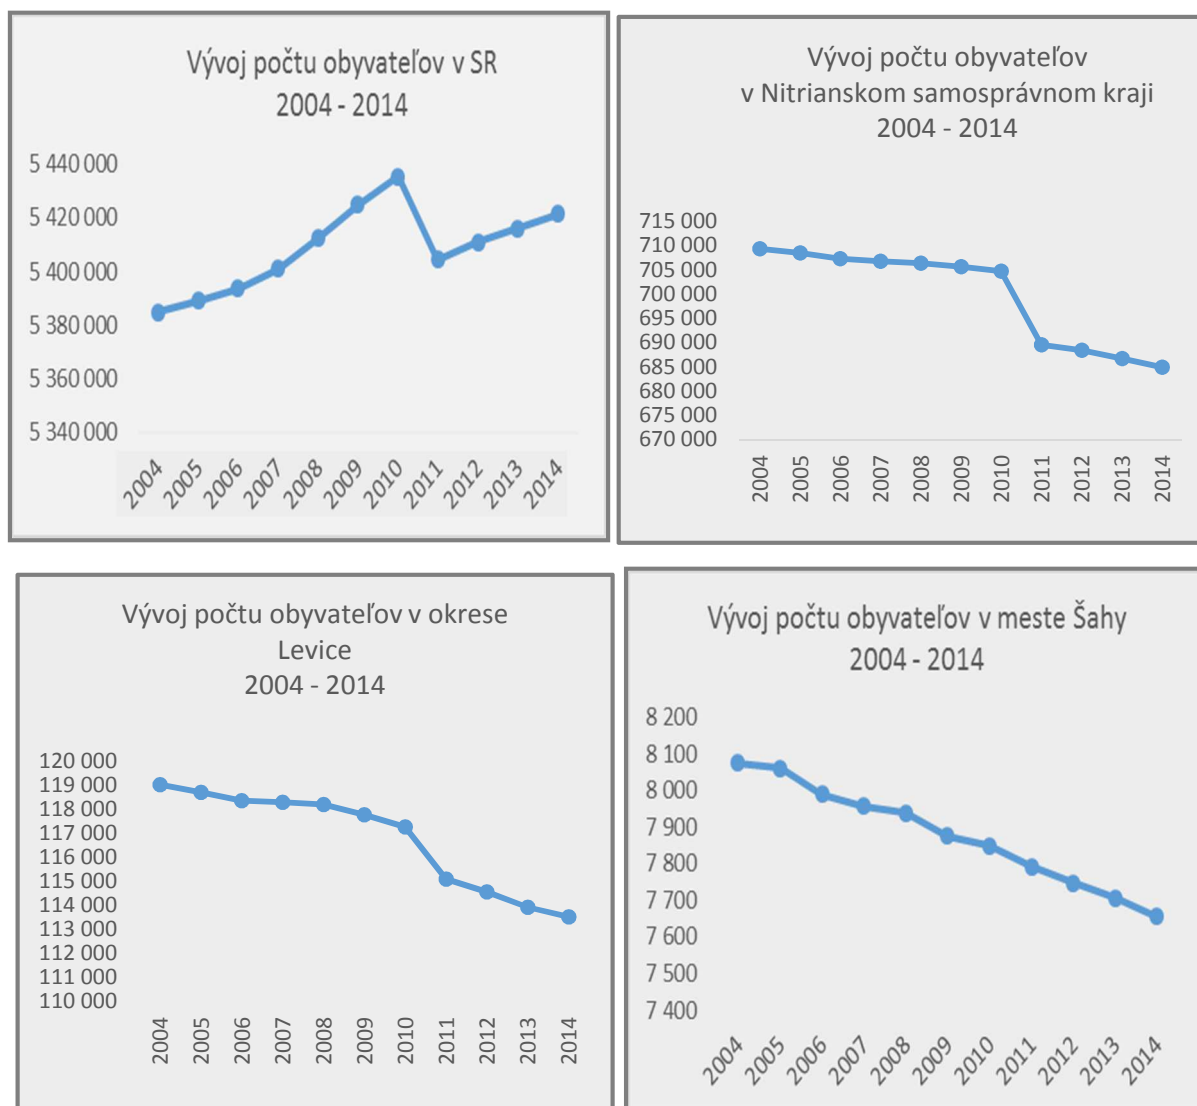 Vývoj počtu obyvateľov v SR
2004 - 2014
5 440 000
5 420 000
5 400 000
5 380 000
5 360 000
5 340 000
2004 2005 2006 2007 2008 2009 2010 2011 2012 2013 2014
Vývoj počtu obyvateľov
v Nitrianskom samosprávnom kraji
2004 - 2014
715 000
710 000
705 000
700 000
695 000
690 000
685 000
680 000
675 000
670 000
2004 2005 2006 2007 2008 2009 2010 2011 2012 2013 2014
Vývoj počtu obyvateľov v okrese
Levice
2004 - 2014
120 000
119 000
118 000
117 000
116 000
115 000
114 000
113 000
112 000
111 000
110 000
2004 2005 2006 2007 2008 2009 2010 2011 2012 2013 2014
Vývoj počtu obyvateľov v meste Šahy
2004 - 2014
8 200
8 100
8 000
7 900
7 800
7 700
7 600
7 500
7 400
2004 2005 2006 2007 2008 2009 2010 2011 2012 2013 2014